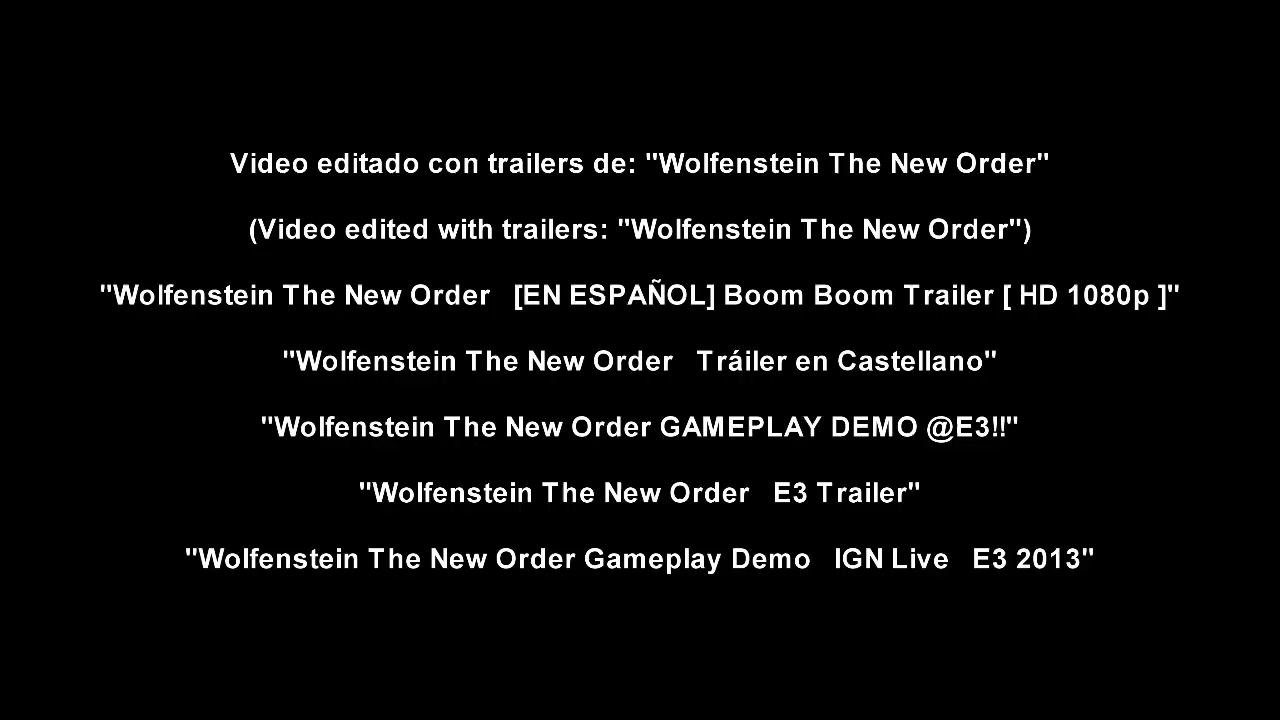 Video editado con trailers de: "Wolfenstein The New Order"
(Video edited with trailers: "Wolfenstein The New Order")
"Wolfenstein The New Order   [EN ESPAÑOL] Boom Boom Trailer [ HD 1080p ]"
"Wolfenstein The New Order   Tráiler en Castellano"
"Wolfenstein The New Order GAMEPLAY DEMO @E3!!"
"Wolfenstein The New Order   E3 Trailer"
"Wolfenstein The New Order Gameplay Demo   IGN Live   E3 2013"